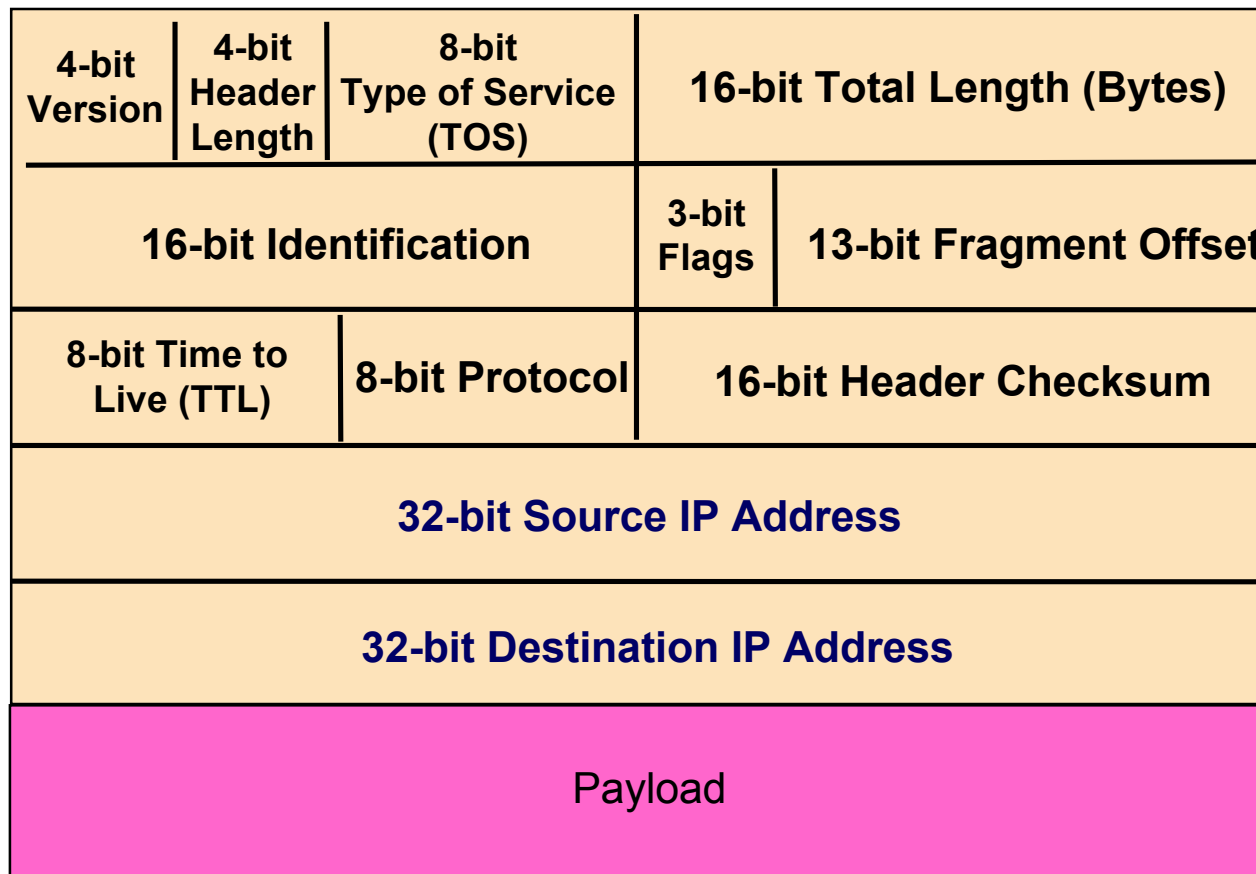 4-bit
Version
4-bit
Header
Length
8-bit
Type of Service
(TOS)
16-bit Total Length (Bytes)
16-bit Identification
3-bit
Flags
13-bit Fragment Offset
8-bit Time to
Live (TTL)
8-bit Protocol
16-bit Header Checksum
32-bit Source IP Address
32-bit Destination IP Address
Payload